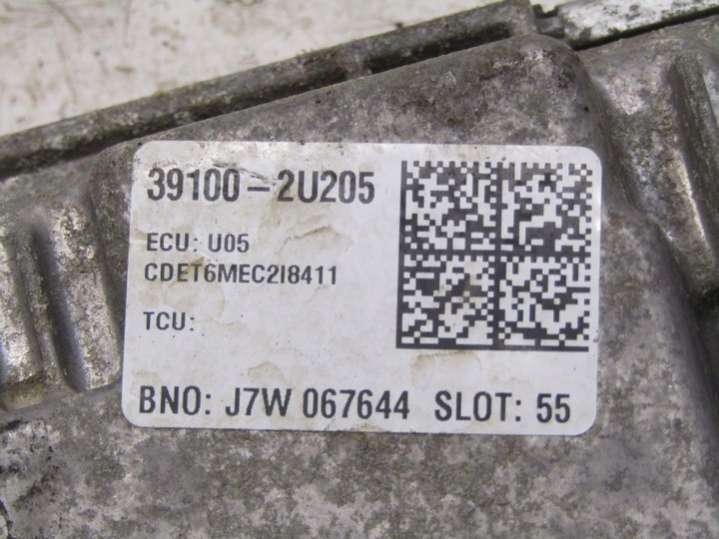 39100-2U205
ECU: U05
CDET6MEC2I8411
TCU:
BNO: J7W 067644 SLOT: 55